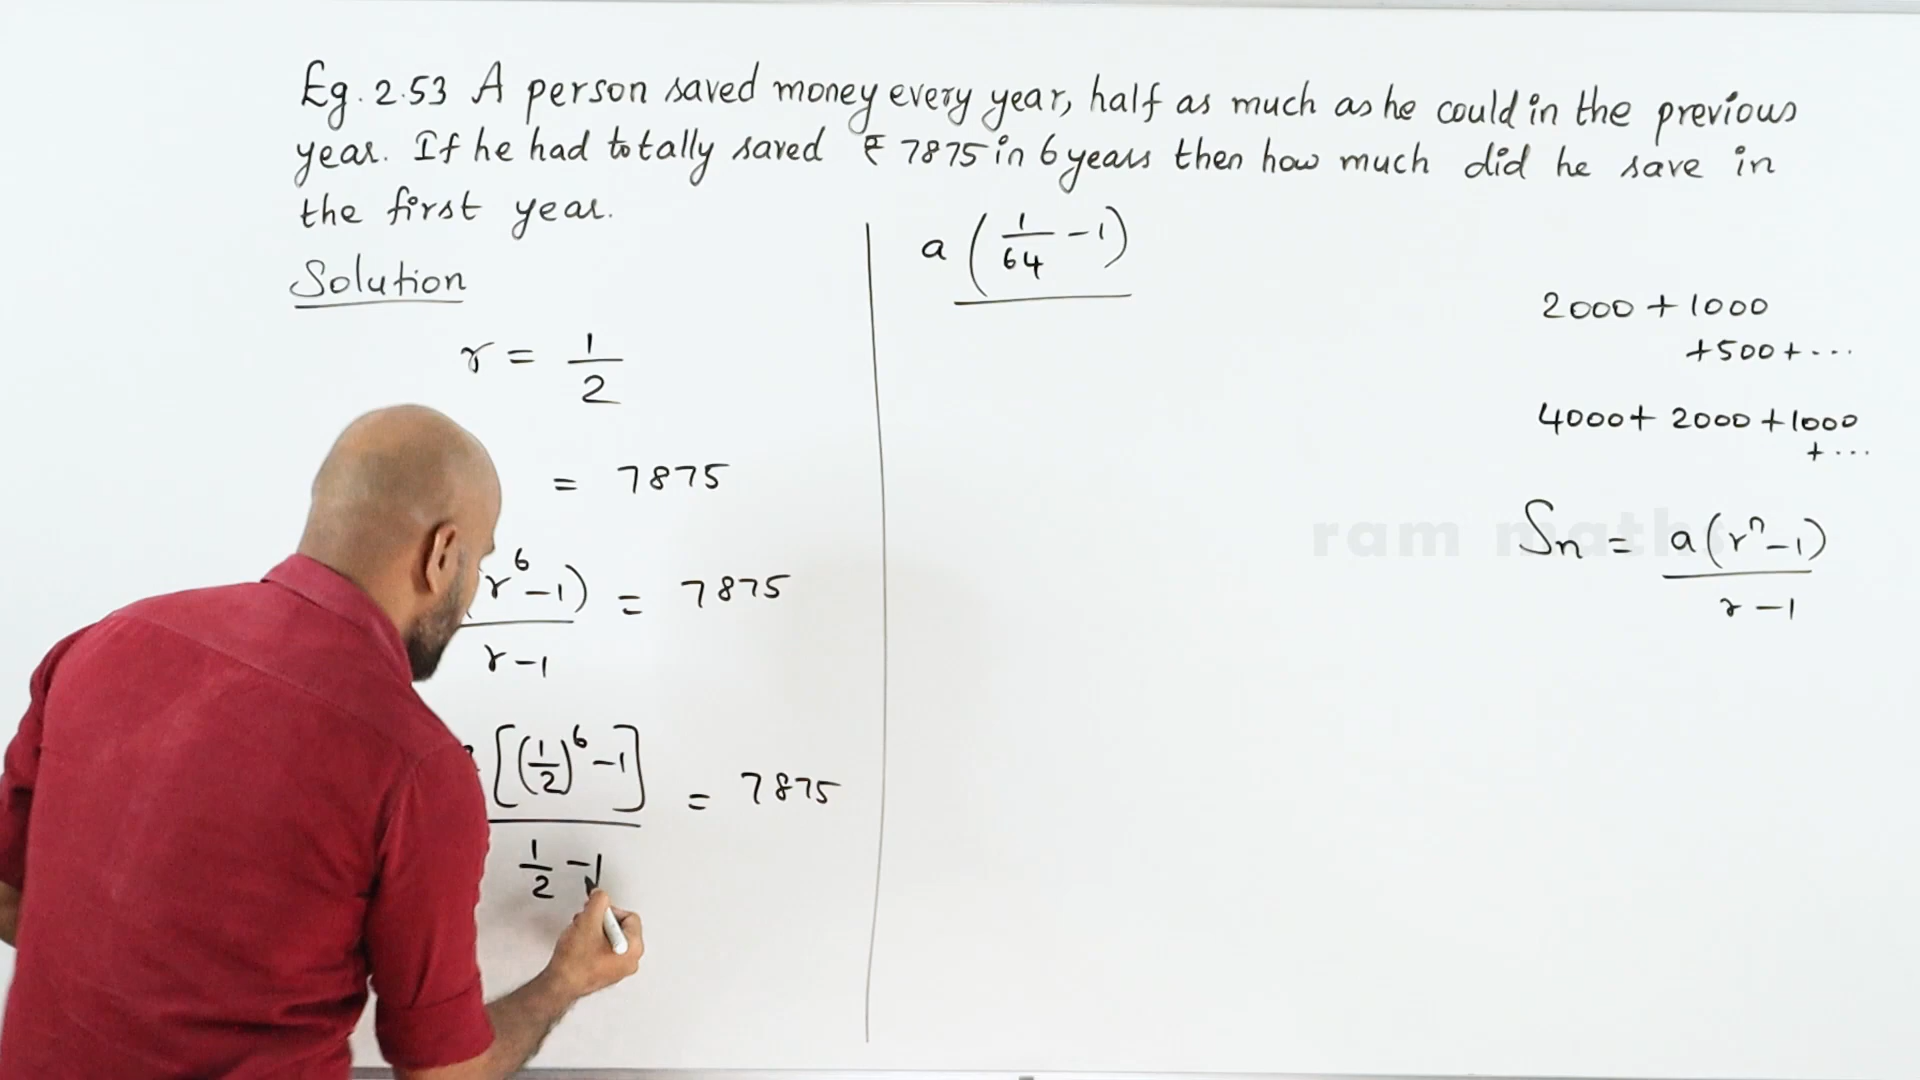 Eg. 2.53 A person saved money every year, half as much as he could in the previous
year. If he had totally saved ₹ 7875 in 6 years then how much did he save in
the first year.
Solution
r = 1/2
= 7875
(r⁶ - 1) / r - 1 = 7875
[(1/2)⁶ - 1] / 1/2 - 1 = 7875
a (1/64 - 1)
2000 + 1000
+ 500 + ...
4000 + 2000 + 1000
+ ...
Sn = a(rⁿ - 1) / r - 1
ram maths